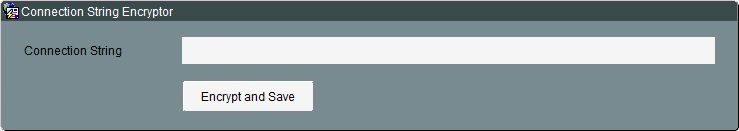 Connection String Encryptor
Connection String
Encrypt and Save